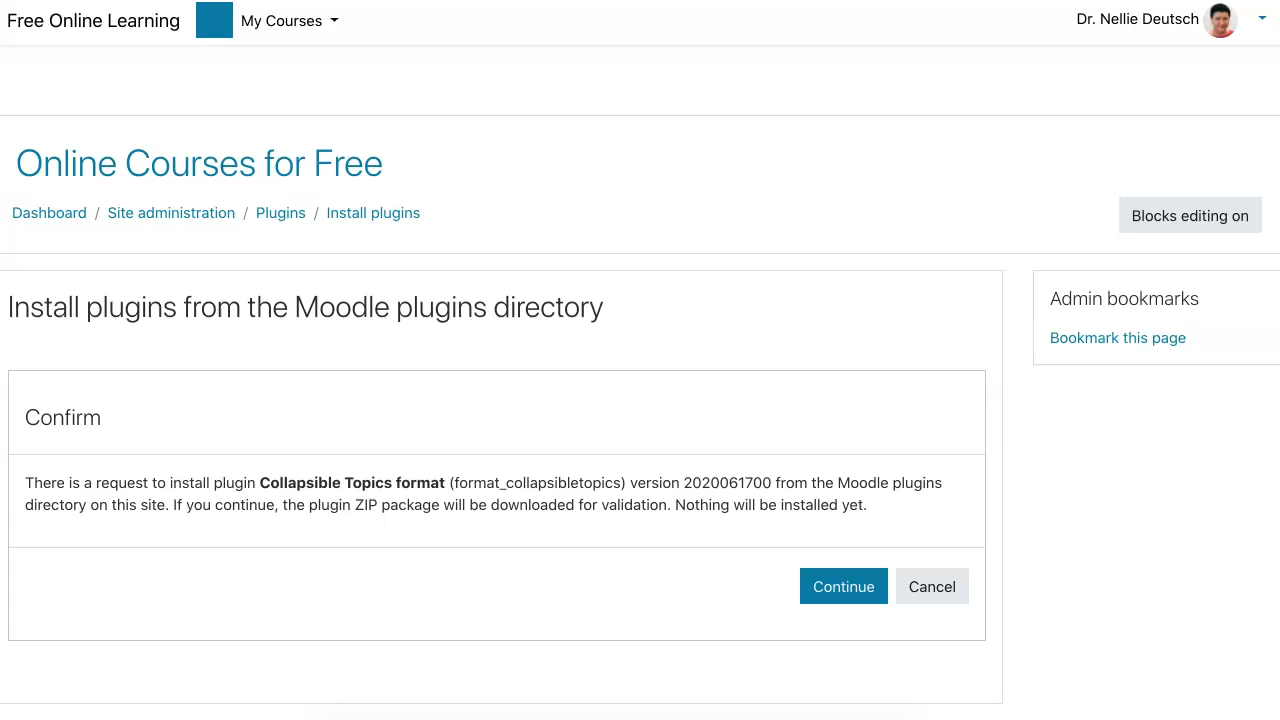 Free Online Learning
My Courses
Dr. Nellie Deutsch
Online Courses for Free
Dashboard / Site administration / Plugins / Install plugins
Blocks editing on
Install plugins from the Moodle plugins directory
Admin bookmarks
Bookmark this page
Confirm
There is a request to install plugin Collapsible Topics format (format_collapsibletopics) version 2020061700 from the Moodle plugins
directory on this site. If you continue, the plugin ZIP package will be downloaded for validation. Nothing will be installed yet.
Continue
Cancel